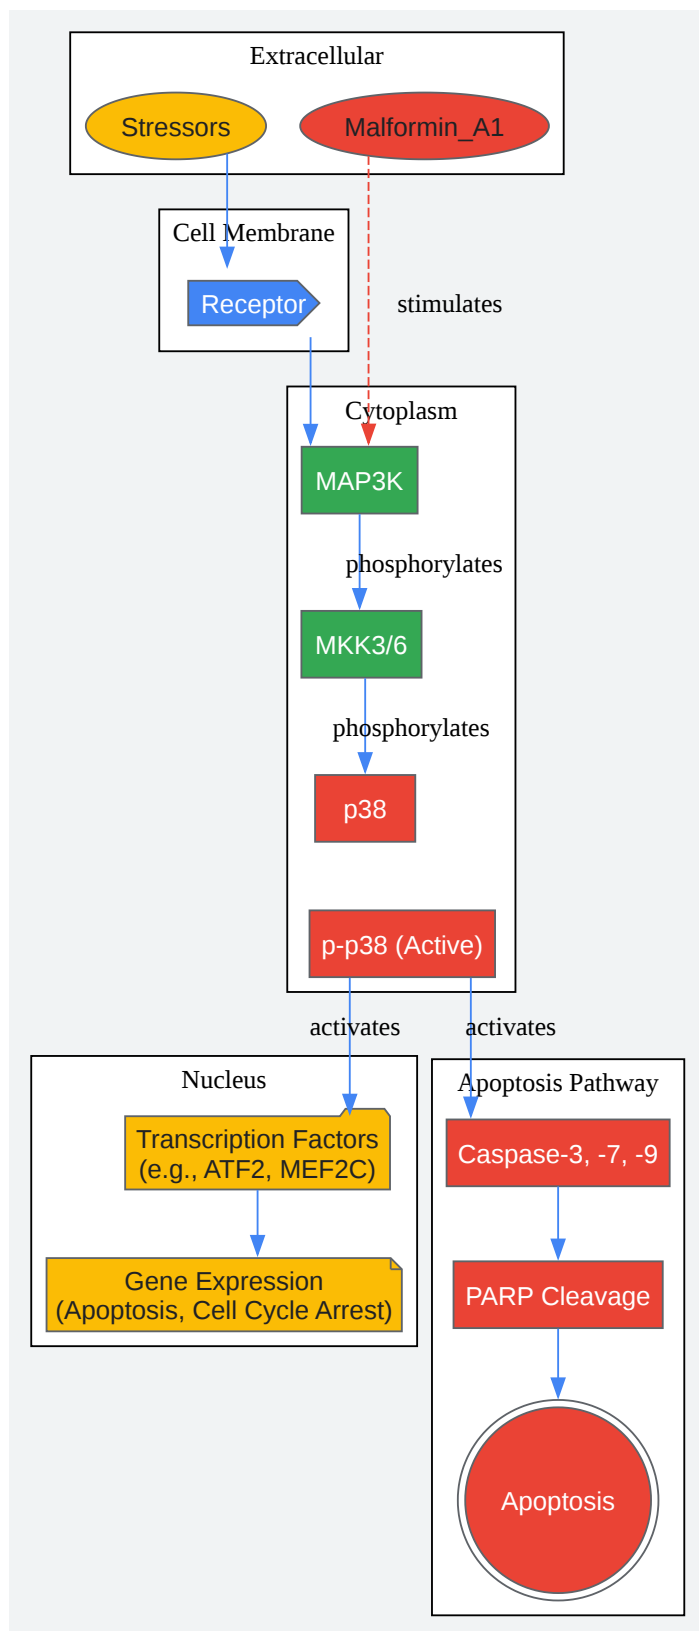 Extracellular
Stressors
Malformin_A1
Cell Membrane
Receptor
stimulates
Cytoplasm
MAP3K
phosphorylates
MKK3/6
phosphorylates
p38
p-p38 (Active)
activates
activates
Nucleus
Transcription Factors
(e.g., ATF2, MEF2C)
Gene Expression
(Apoptosis, Cell Cycle Arrest)
Apoptosis Pathway
Caspase-3, -7, -9
PARP Cleavage
Apoptosis